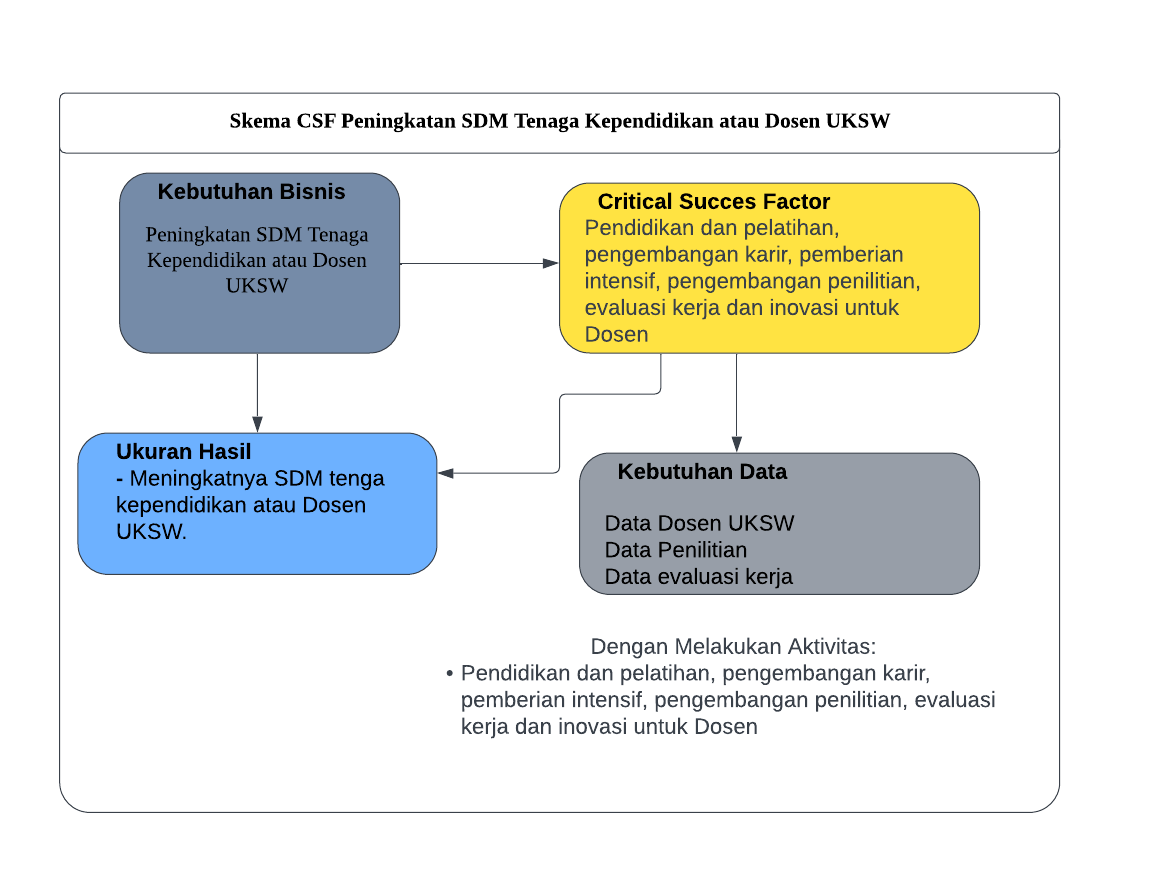 Skema CSF Peningkatan SDM Tenaga Kependidikan atau Dosen UKSW
Kebutuhan Bisnis
Peningkatan SDM Tenaga
Kependidikan atau Dosen
UKSW
Critical Succes Factor
Pendidikan dan pelatihan,
pengembangan karir, pemberian
intensif, pengembangan penilitian,
evaluasi kerja dan inovasi untuk
Dosen
Ukuran Hasil
- Meningkatnya SDM tenga
kependidikan atau Dosen
UKSW.
Kebutuhan Data
Data Dosen UKSW
Data Penilitian
Data evaluasi kerja
Dengan Melakukan Aktivitas:
• Pendidikan dan pelatihan, pengembangan karir,
pemberian intensif, pengembangan penilitian, evaluasi
kerja dan inovasi untuk Dosen